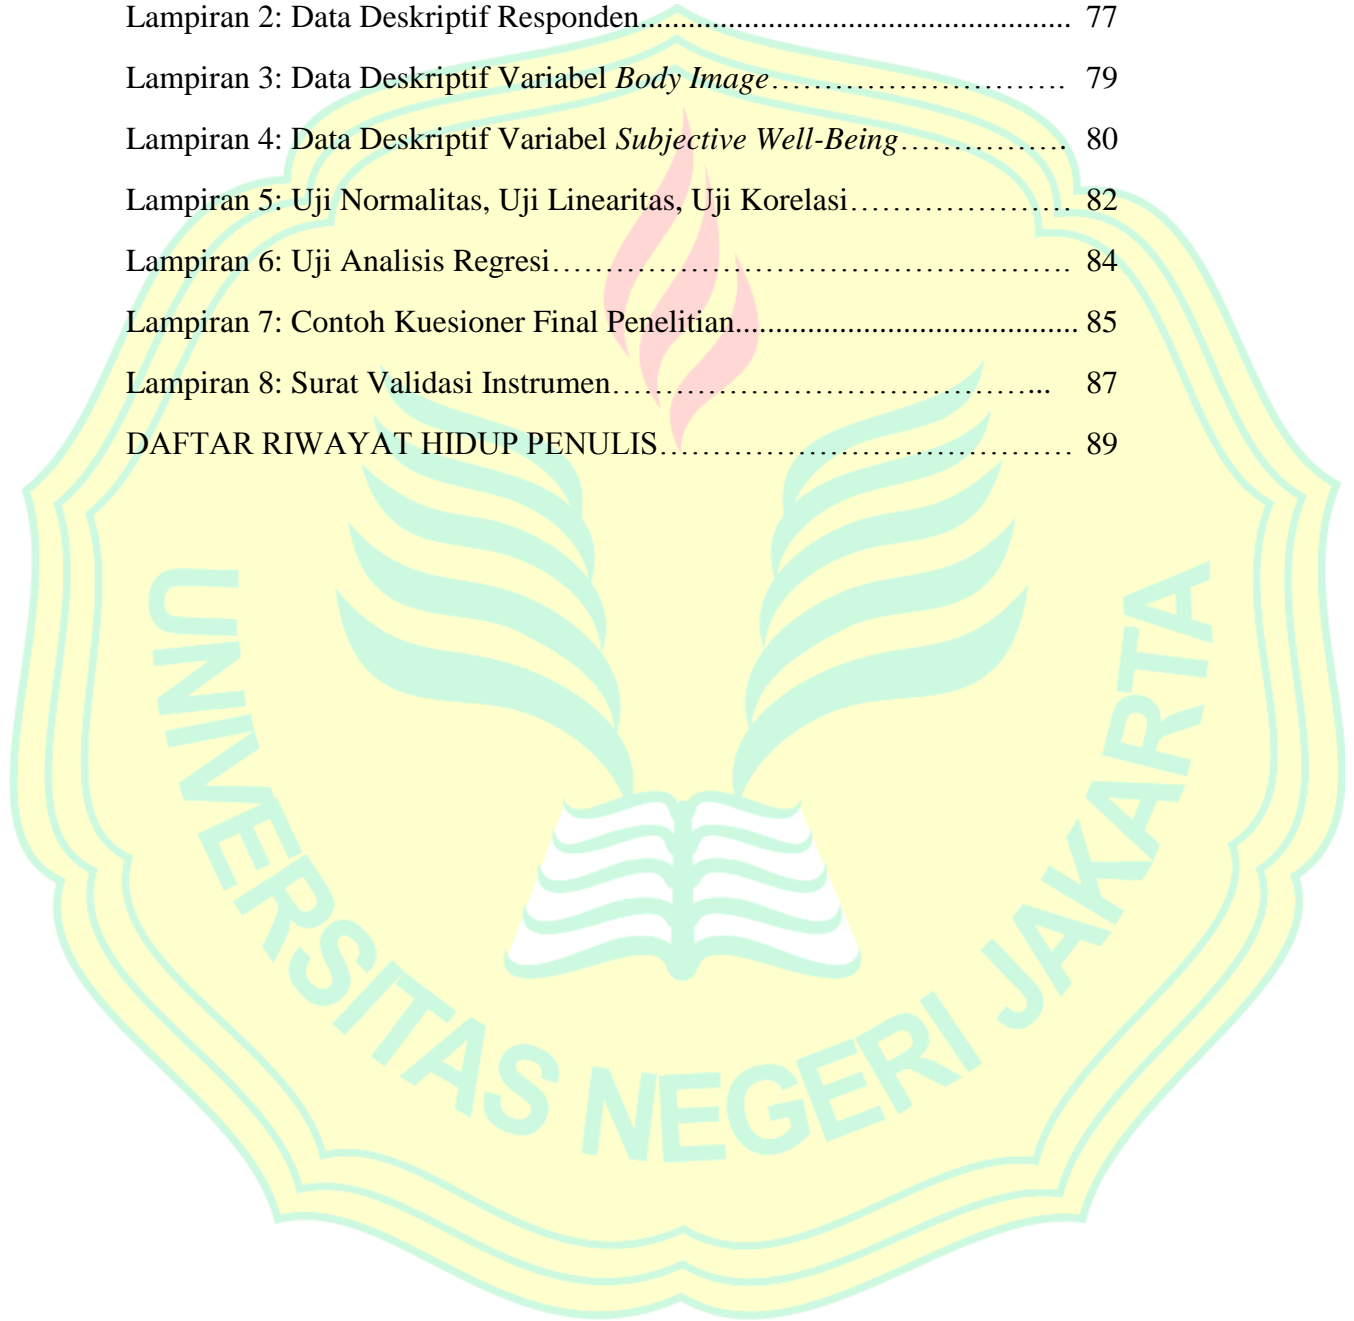 Lampiran 2: Data Deskriptif Responden...................................................... 77
Lampiran 3: Data Deskriptif Variabel Body Image……………………………. 79
Lampiran 4: Data Deskriptif Variabel Subjective Well-Being……………. 80
Lampiran 5: Uji Normalitas, Uji Linearitas, Uji Korelasi…………………. 82
Lampiran 6: Uji Analisis Regresi…………………………………………………. 84
Lampiran 7: Contoh Kuesioner Final Penelitian........................................... 85
Lampiran 8: Surat Validasi Instrumen………………………………………... 87
DAFTAR RIWAYAT HIDUP PENULIS……………………………………… 89
UNIVERSITAS NEGERI JAKARTA